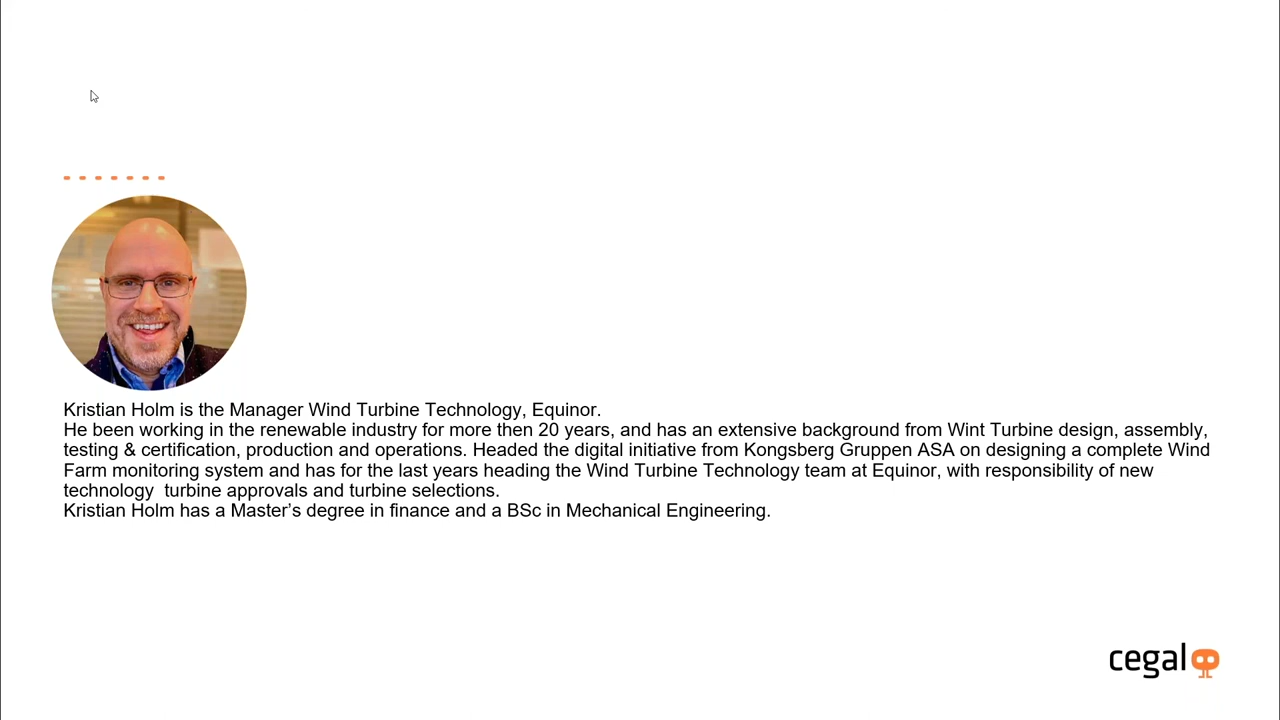 Kristian Holm is the Manager Wind Turbine Technology, Equinor.
He been working in the renewable industry for more then 20 years, and has an extensive background from Wint Turbine design, assembly,
testing & certification, production and operations. Headed the digital initiative from Kongsberg Gruppen ASA on designing a complete Wind
Farm monitoring system and has for the last years heading the Wind Turbine Technology team at Equinor, with responsibility of new
technology  turbine approvals and turbine selections.
Kristian Holm has a Master’s degree in finance and a BSc in Mechanical Engineering.
cegal